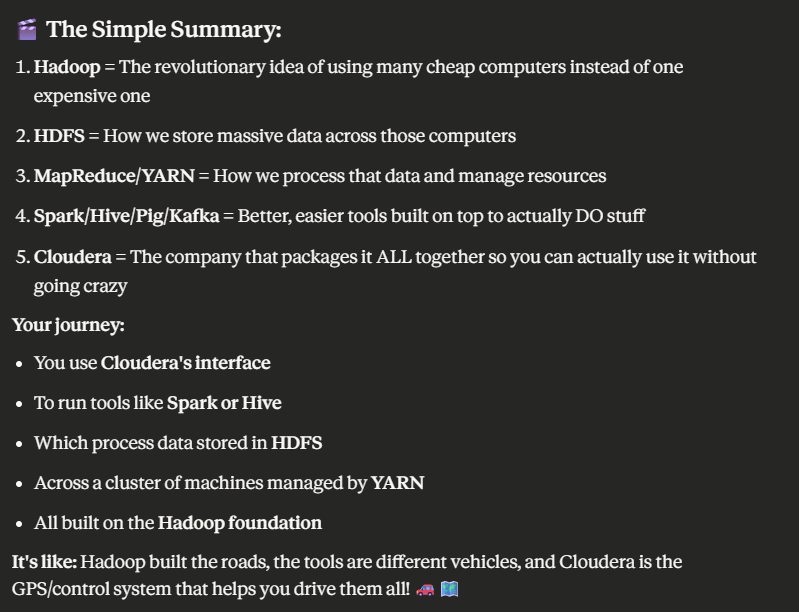 🎬 The Simple Summary:
1. Hadoop = The revolutionary idea of using many cheap computers instead of one
expensive one
2. HDFS = How we store massive data across those computers
3. MapReduce/YARN = How we process that data and manage resources
4. Spark/Hive/Pig/Kafka = Better, easier tools built on top to actually DO stuff
5. Cloudera = The company that packages it ALL together so you can actually use it without
going crazy
Your journey:
• You use Cloudera's interface
• To run tools like Spark or Hive
• Which process data stored in HDFS
• Across a cluster of machines managed by YARN
• All built on the Hadoop foundation
It's like: Hadoop built the roads, the tools are different vehicles, and Cloudera is the
GPS/control system that helps you drive them all! 🚗 🗺️